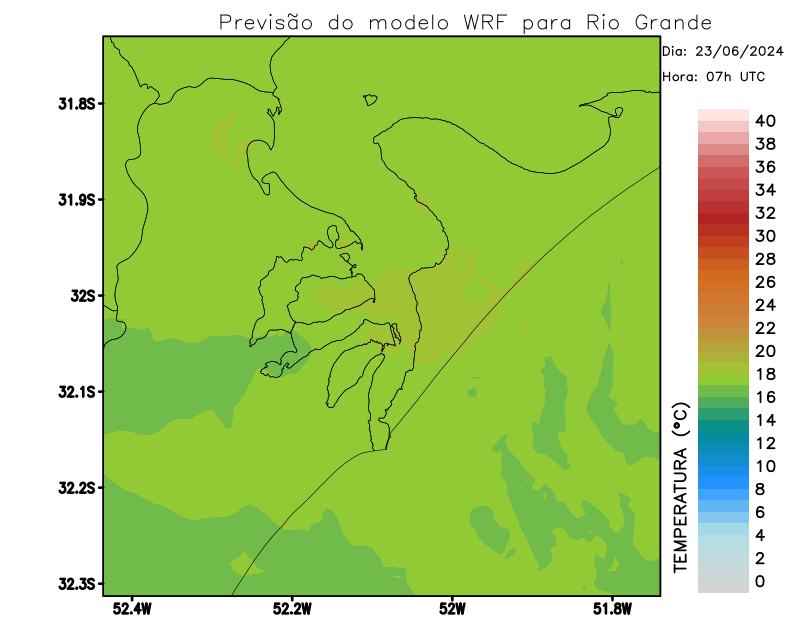 Previsão do modelo WRF para Rio Grande
Dia: 23/06/2024
Hora: 07h UTC
31.8S
31.9S
32S
32.1S
32.2S
32.3S
52.4W
52.2W
52W
51.8W
TEMPERATURA (°C)
40
38
36
34
32
30
28
26
24
22
20
18
16
14
12
10
8
6
4
2
0